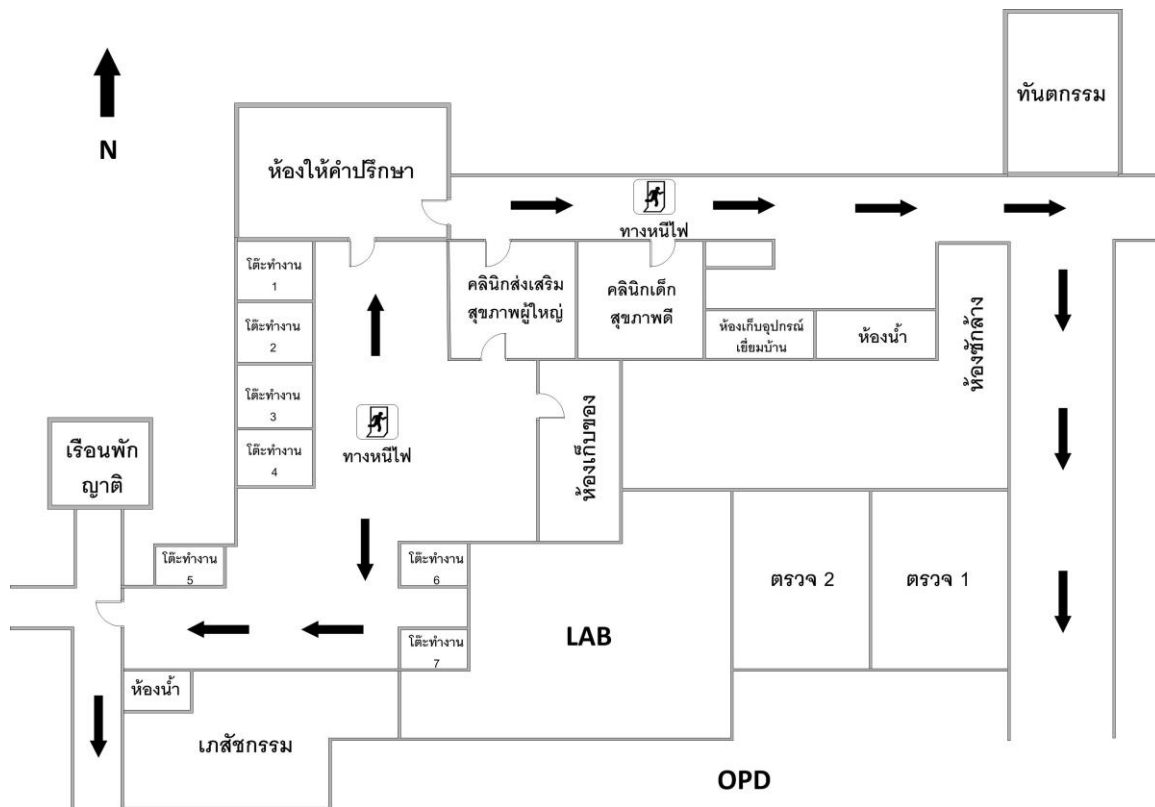 ทันตกรรม
N
ห้องให้คำปรึกษา
ทางหนีไฟ
โต๊ะทำงาน
1
คลินิกส่งเสริม
สุขภาพผู้ใหญ่
คลินิกเด็ก
สุขภาพดี
โต๊ะทำงาน
2
ห้องเก็บอุปกรณ์
เยี่ยมบ้าน
ห้องน้ำ
ห้องซักล้าง
โต๊ะทำงาน
3
ทางหนีไฟ
ห้องเก็บของ
โต๊ะทำงาน
4
เรือนพัก
ญาติ
โต๊ะทำงาน
5
โต๊ะทำงาน
6
ตรวจ 2
ตรวจ 1
LAB
โต๊ะทำงาน
7
ห้องน้ำ
เภสัชกรรม
OPD